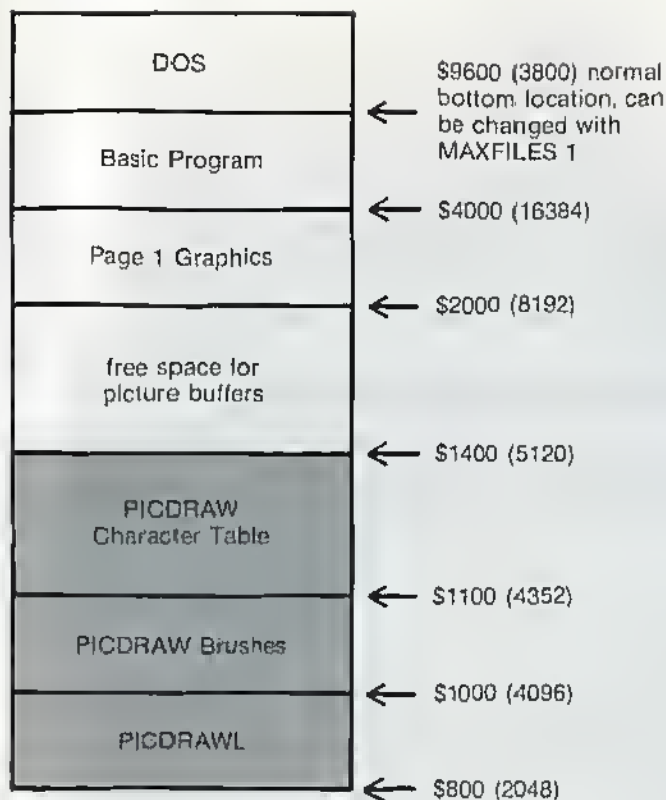 DOS
$9600 (3800) normal
bottom location, can
be changed with
MAXFILES 1
Basic Program
$4000 (16384)
Page 1 Graphics
$2000 (8192)
free space for
picture buffers
$1400 (5120)
PICDRAW
Character Table
$1100 (4352)
PICDRAW Brushes
$1000 (4096)
PICDRAWL
$800 (2048)